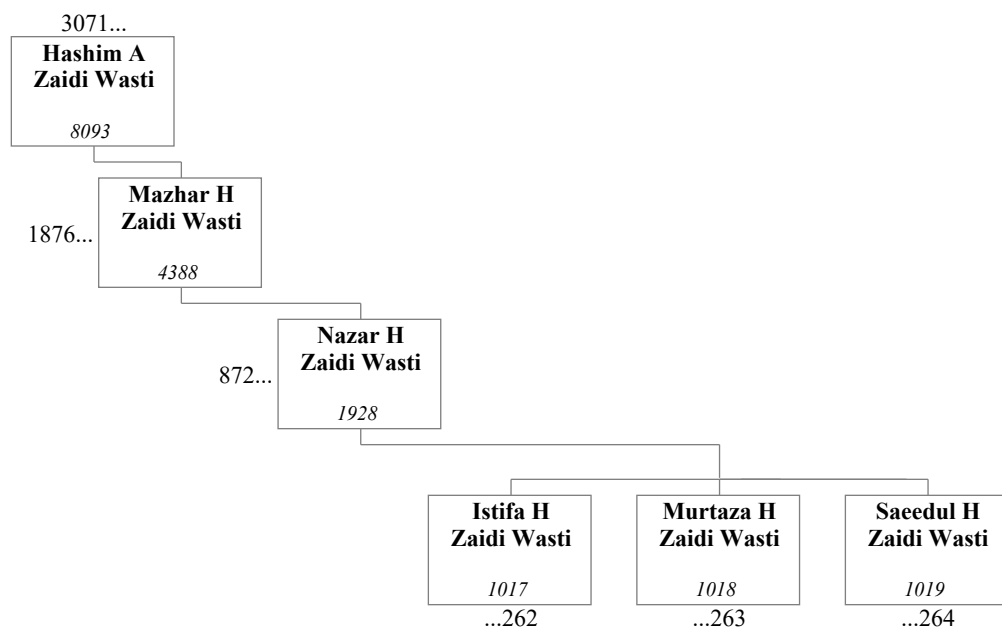 3071...
Hashim A
Zaidi Wasti
8093
Mazhar H
Zaidi Wasti
1876...
4388
Nazar H
Zaidi Wasti
872...
1928
Istifa H
Zaidi Wasti
1017
...262
Murtaza H
Zaidi Wasti
1018
...263
Saeedul H
Zaidi Wasti
1019
...264